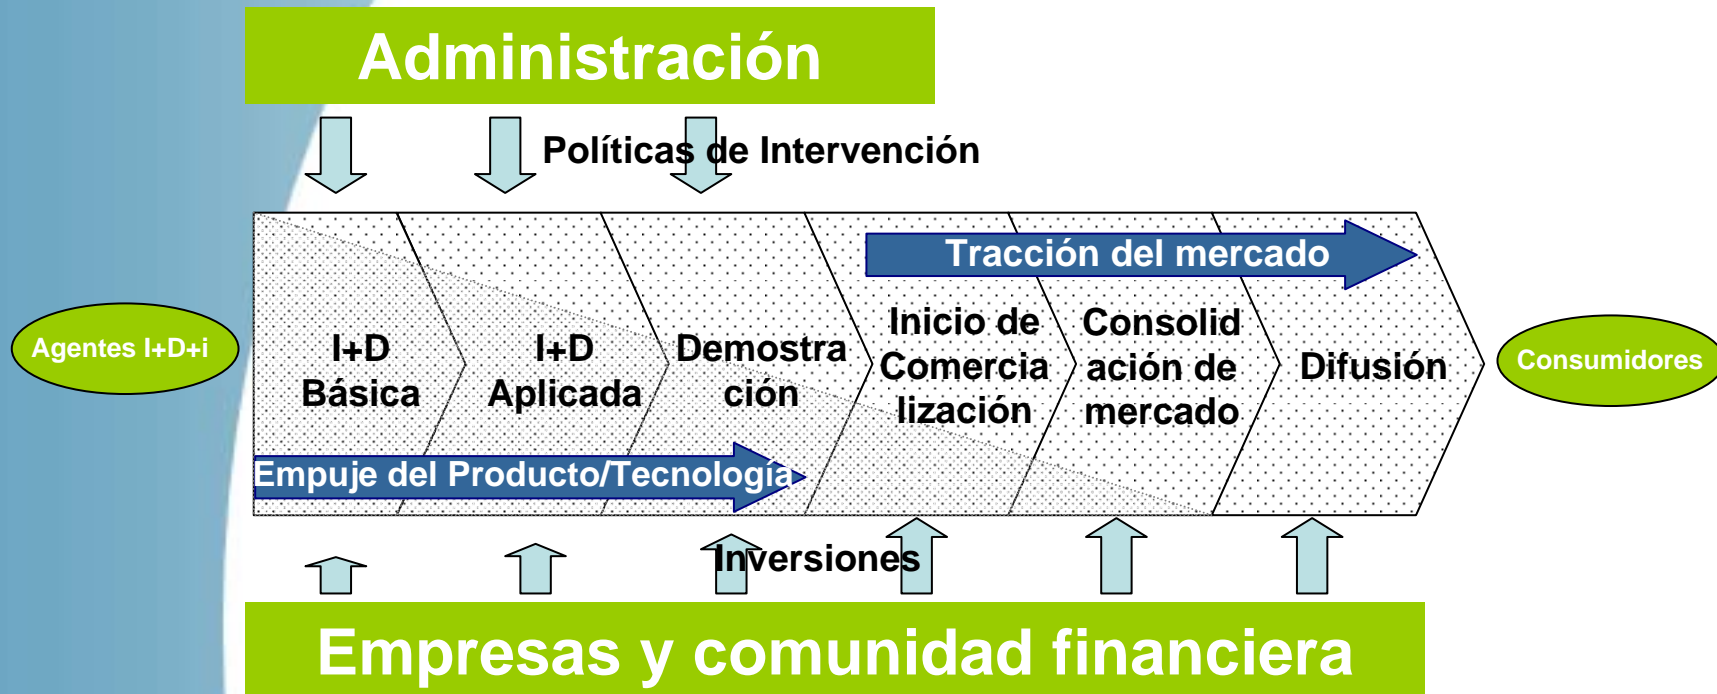 Administración
Políticas de Intervención
Tracción del mercado
Agentes I+D+i
I+D
Básica
I+D
Aplicada
Demostra
ción
Inicio de
Comercia
lización
Consolid
ación de
mercado
Difusión
Consumidores
Empuje del Producto/Tecnología
Inversiones
Empresas y comunidad financiera